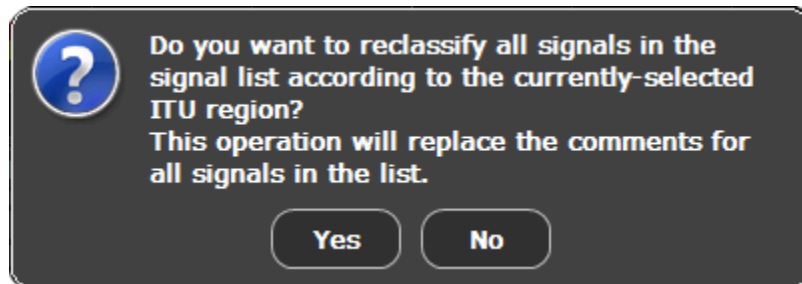 Do you want to reclassify all signals in the
signal list according to the currently-selected
ITU region?
This operation will replace the comments for
all signals in the list.
Yes No